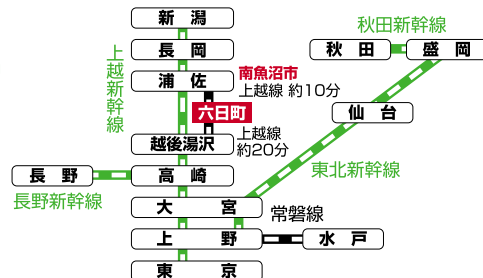 新潟
秋田新幹線
長岡
秋田
盛岡
上越新幹線
浦佐
南魚沼市
上越線 約10分
六日町
仙台
越後湯沢
上越線
約20分
長野
高崎
東北新幹線
長野新幹線
大宮
常磐線
上野
水戸
東京